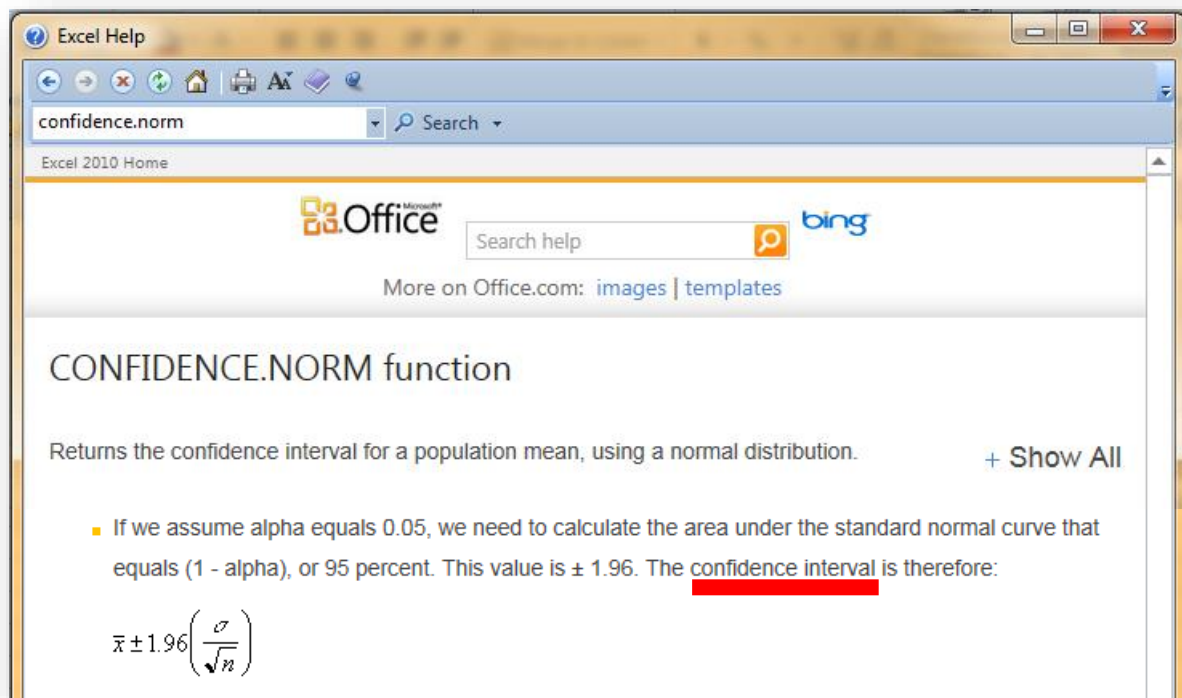 Excel Help
confidence.norm
Search
Excel 2010 Home
Microsoft®
Office
Search help
bing
More on Office.com: images | templates
CONFIDENCE.NORM function
Returns the confidence interval for a population mean, using a normal distribution.
+ Show All
If we assume alpha equals 0.05, we need to calculate the area under the standard normal curve that
equals (1 - alpha), or 95 percent. This value is ± 1.96. The confidence interval is therefore:
x̄ ± 1.96(σ/√n)